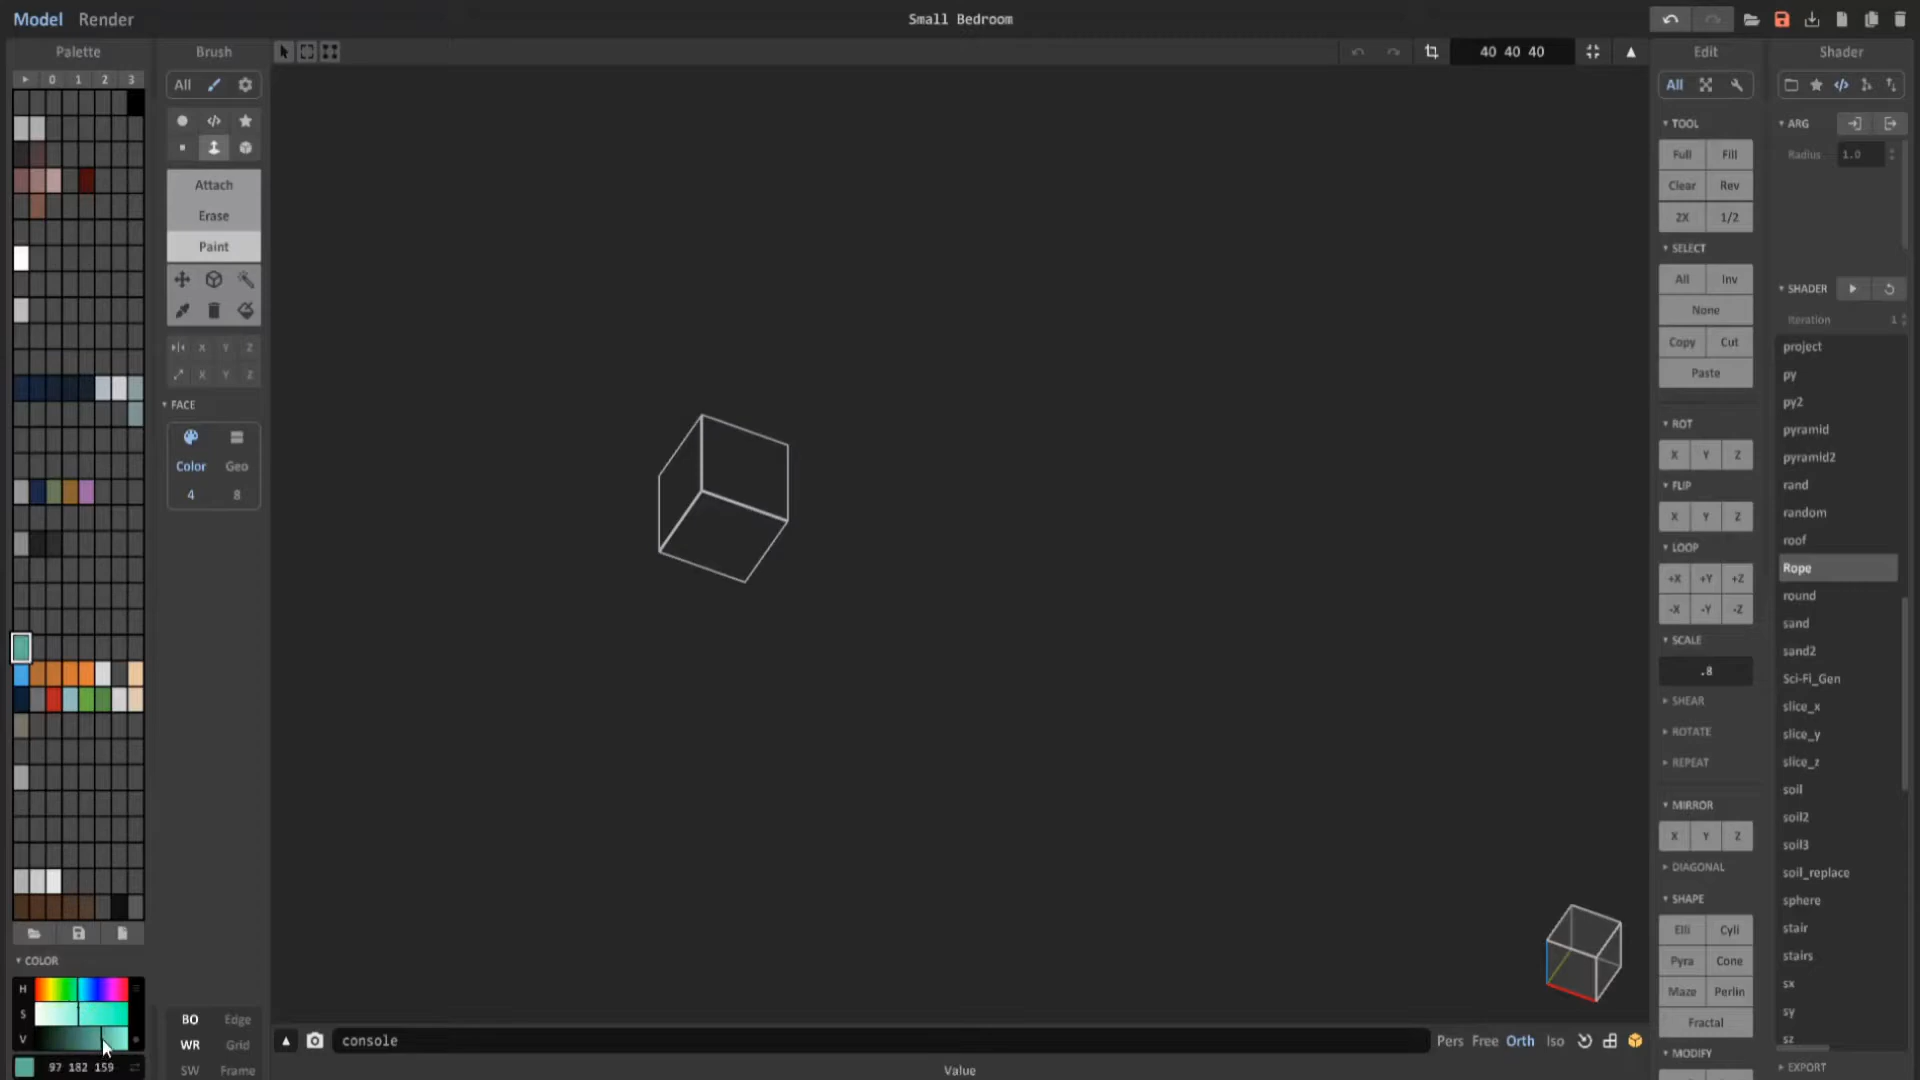 Model Render
Small Bedroom
Palette
0 1 2 3
Brush
All
Attach
Erase
Paint
X Y Z
X Y Z
FACE
Color Geo
4 8
40 40 40
Edit
All
TOOL
Full Fill
Clear Rev
2X 1/2
SELECT
All Inv
None
Copy Cut
Paste
ROT
X Y Z
FLIP
X Y Z
LOOP
+X +Y +Z
-X -Y -Z
SCALE
.8
SHEAR
ROTATE
REPEAT
MIRROR
X Y Z
DIAGONAL
SHAPE
Elli Cyli
Pyra Cone
Maze Perlin
Fractal
MODIFY
Shader
ARG
Radius 1.0
SHADER
Iteration 1
project
py
py2
pyramid
pyramid2
rand
random
roof
Rope
round
sand
sand2
Sci-Fi_Gen
slice_x
slice_y
slice_z
soil
soil2
soil3
soil_replace
sphere
stair
stairs
sx
sy
sz
EXPORT
COLOR
H
S
V
97 182 159
BO Edge
WR Grid
SW Frame
console
Pers Free Orth Iso
Value